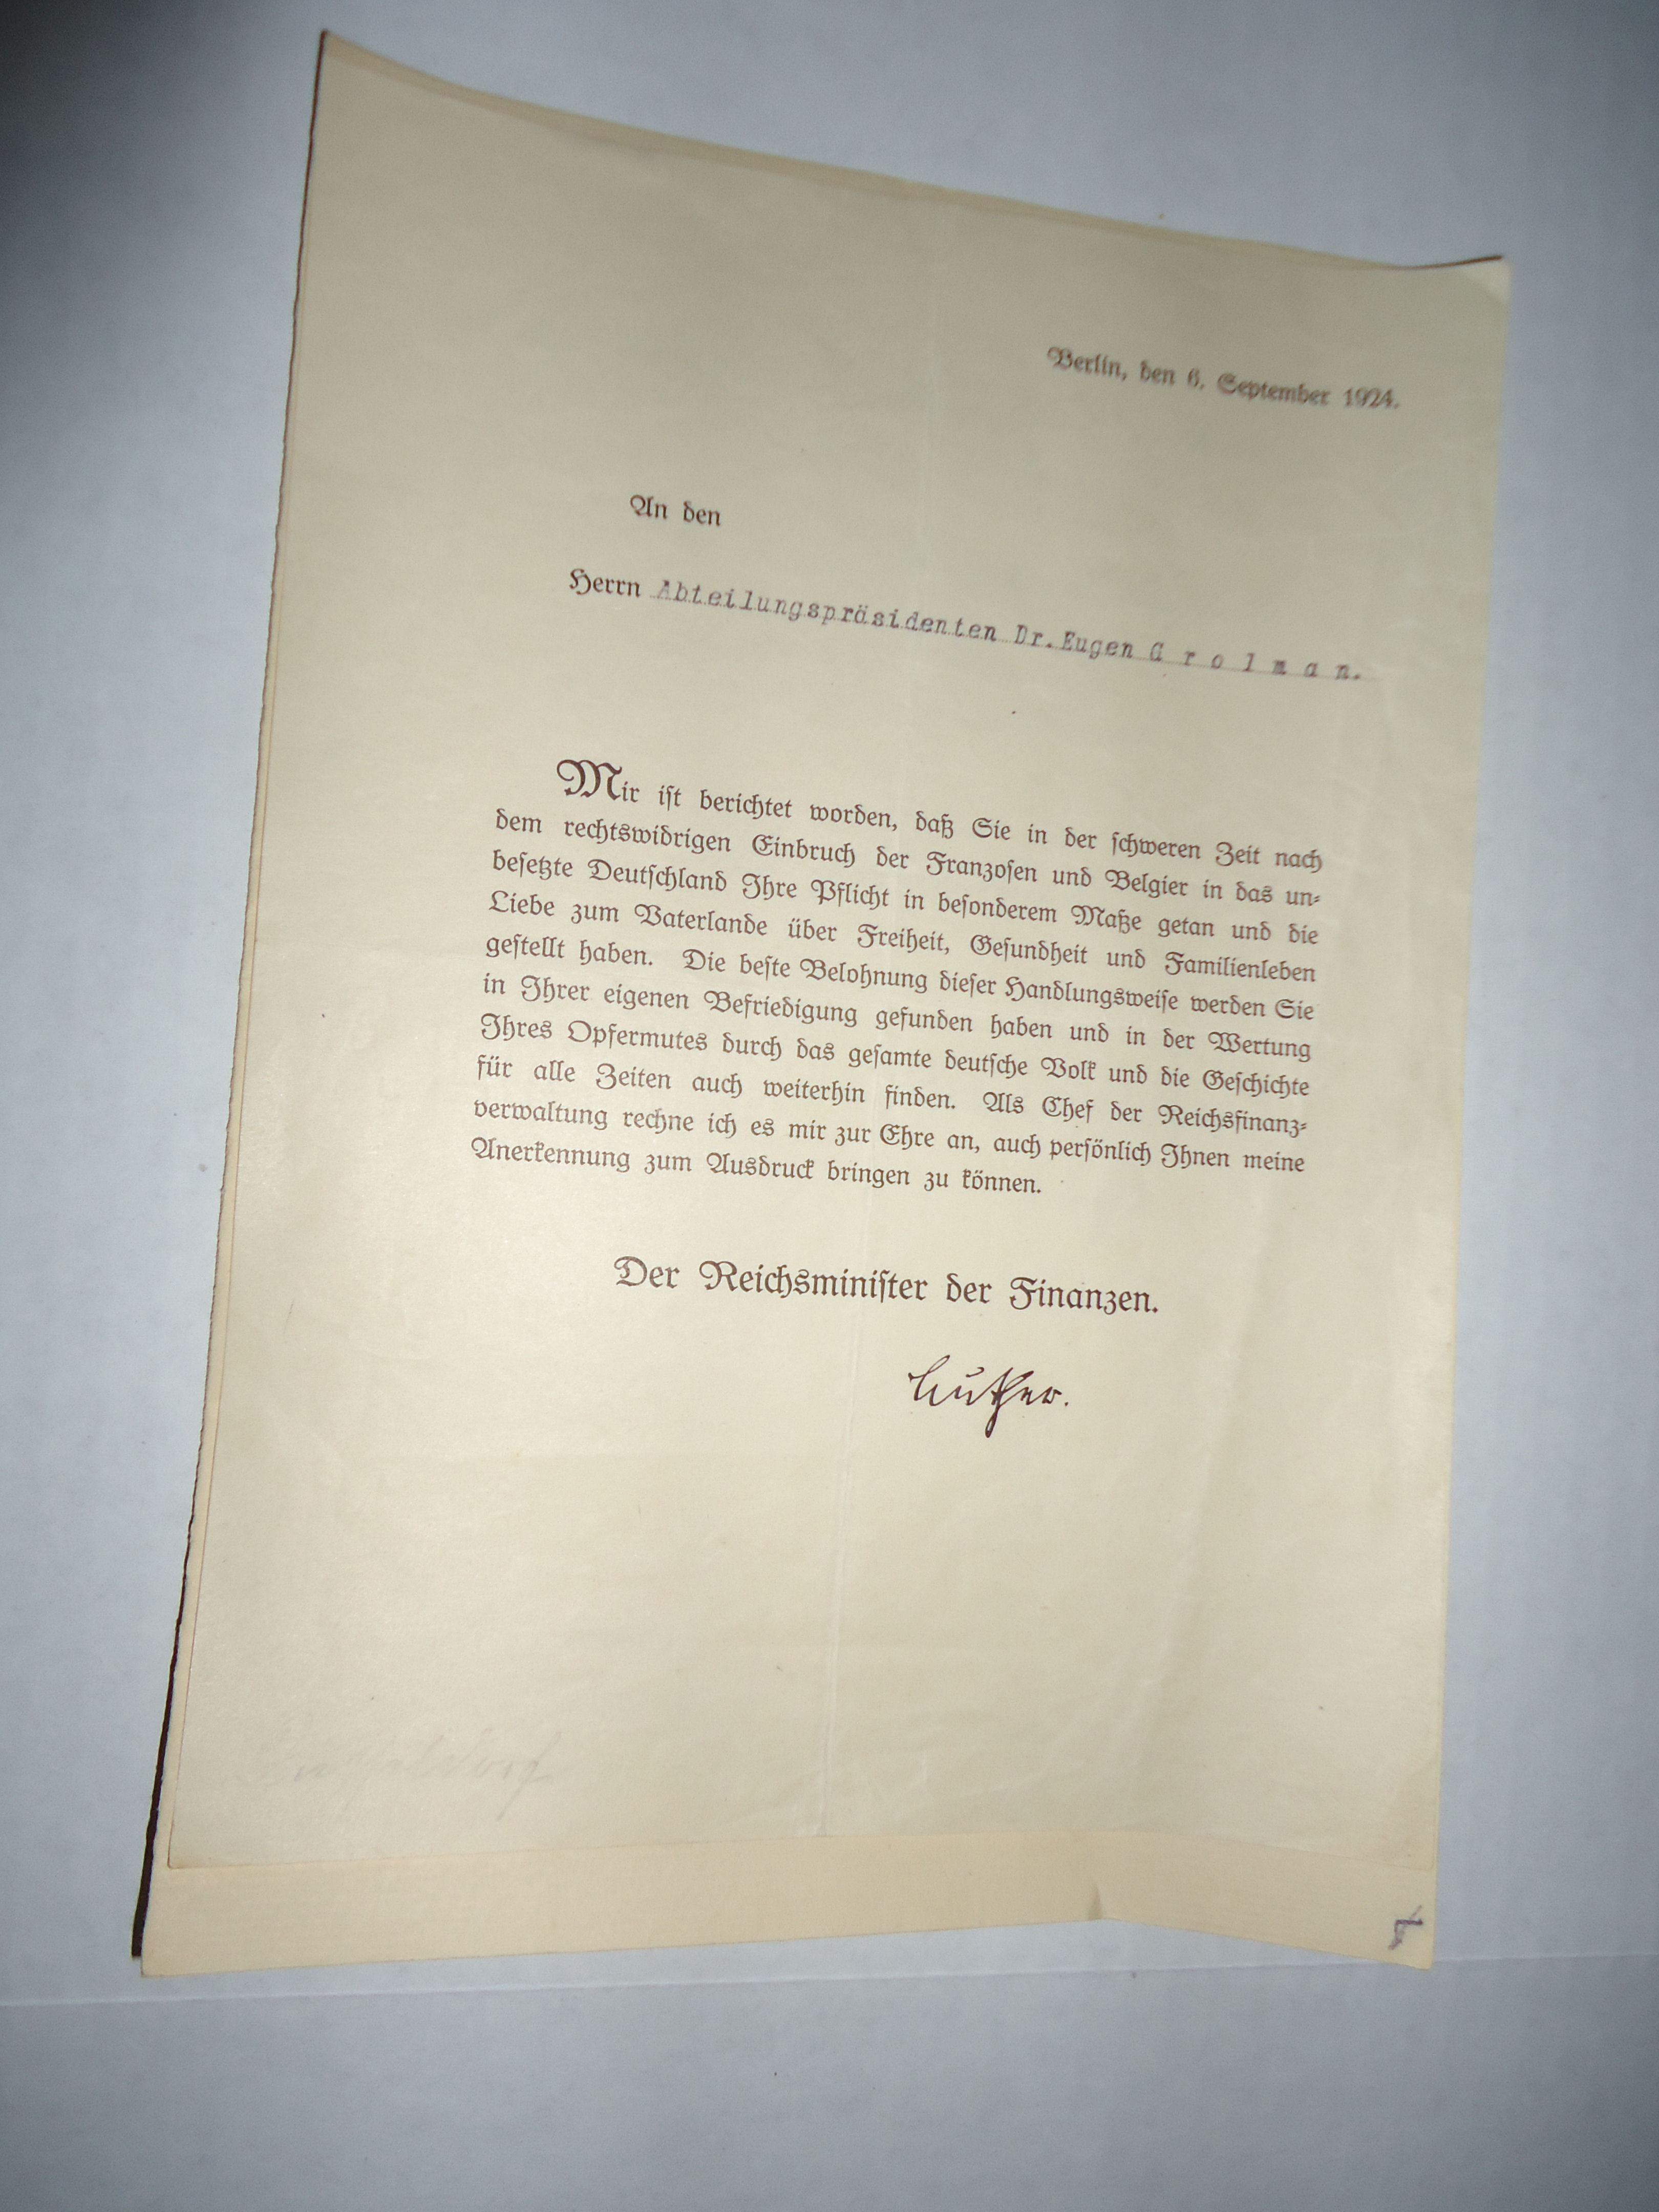 Berlin, den 6. September 1924.
An den
Herrn Abteilungspräsidenten Dr. Eugen G r o l m a n.
Mir ist berichtet worden, daß Sie in der schweren Zeit nach
dem rechtswidrigen Einbruch der Franzosen und Belgier in das un-
besetzte Deutschland Ihre Pflicht in besonderem Maße getan und die
Liebe zum Vaterlande über Freiheit, Gesundheit und Familienleben
gestellt haben. Die beste Belohnung dieser Handlungsweise werden Sie
in Ihrer eigenen Befriedigung gefunden haben und in der Wertung
Ihres Opfermutes durch das gesamte deutsche Volk und die Geschichte
für alle Zeiten auch weiterhin finden. Als Chef der Reichsfinanz-
verwaltung rechne ich es mir zur Ehre an, auch persönlich Ihnen meine
Anerkennung zum Ausdruck bringen zu können.
Der Reichsminister der Finanzen.
Luther.